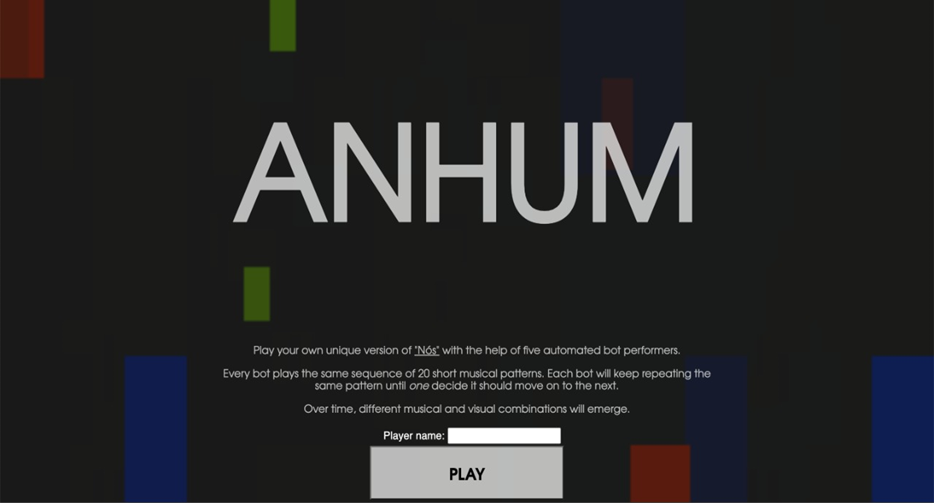 ANHUM
Play your own unique version of "Nós" with the help of five automated bot performers.
Every bot plays the same sequence of 20 short musical patterns. Each bot will keep repeating the
same pattern until one decide it should move on to the next.
Over time, different musical and visual combinations will emerge.
Player name:
PLAY